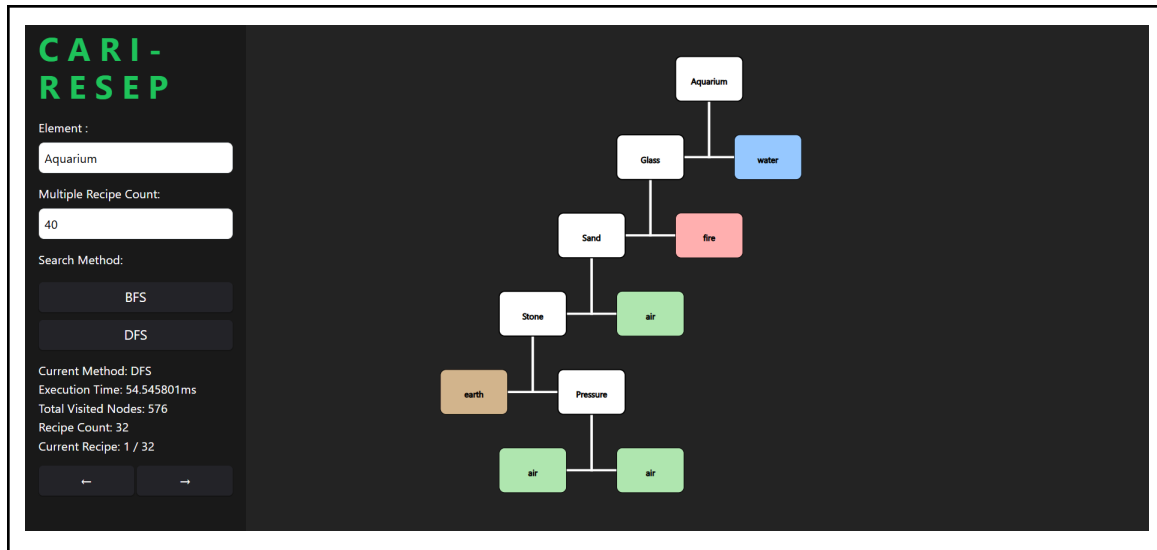 CARI-
RESEP
Element :
Aquarium
Multiple Recipe Count:
40
Search Method:
BFS
DFS
Current Method: DFS
Execution Time: 54.545801ms
Total Visited Nodes: 576
Recipe Count: 32
Current Recipe: 1 / 32
← →
Aquarium
Glass water
Sand fire
Stone air
earth Pressure
air air